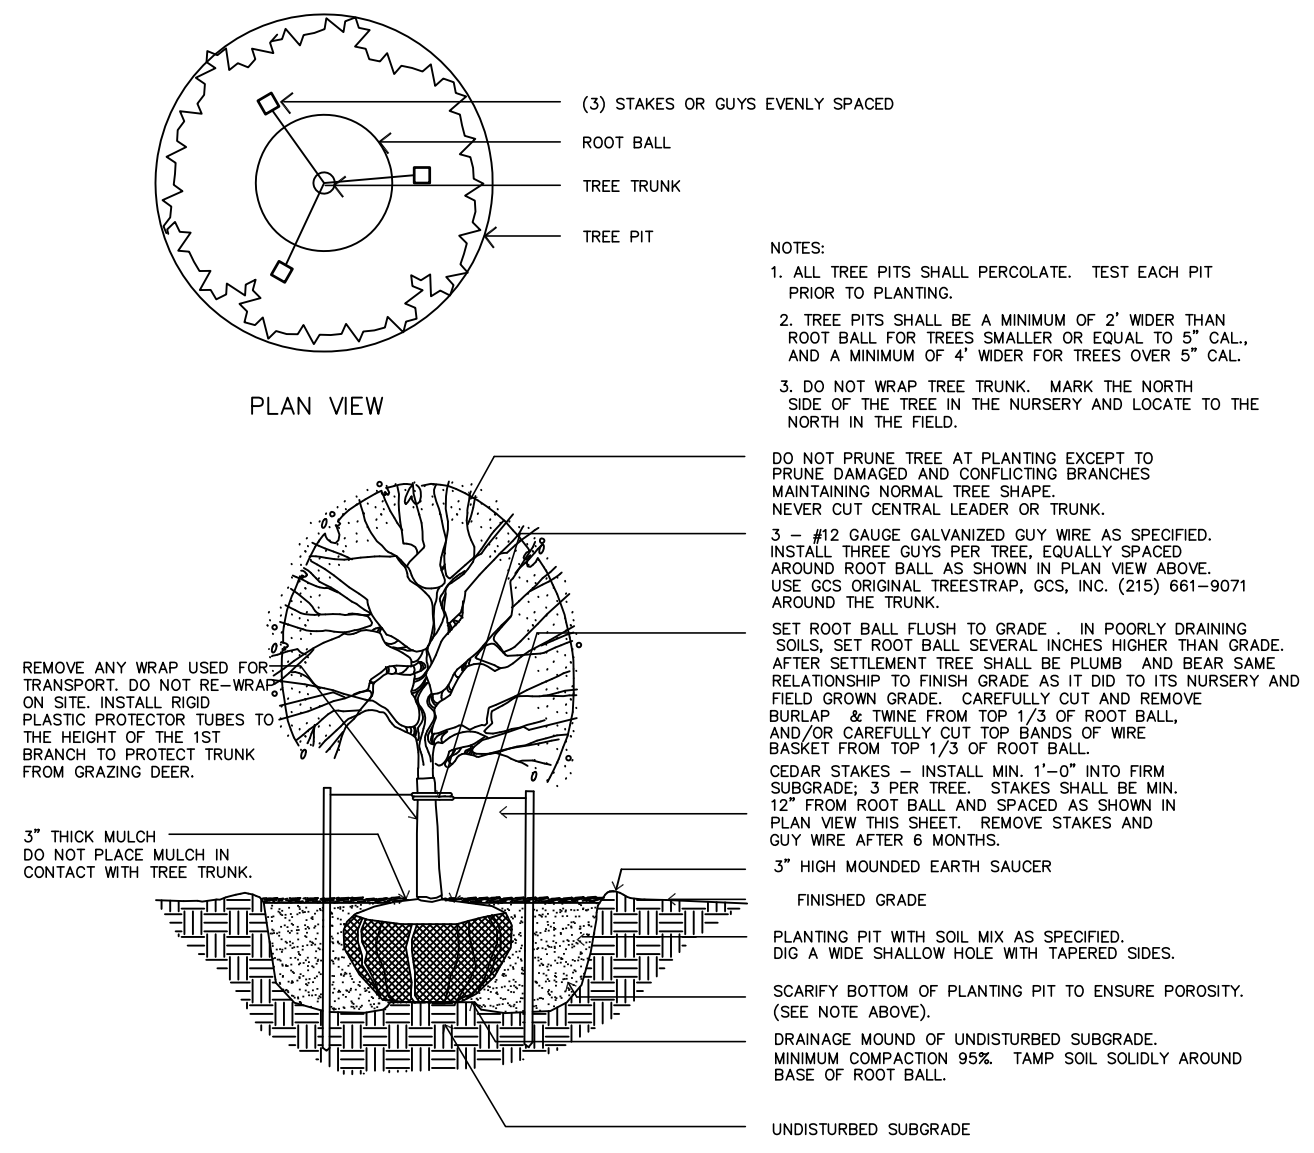 (3) STAKES OR GUYS EVENLY SPACED
ROOT BALL
TREE TRUNK
TREE PIT
PLAN VIEW
NOTES:
1. ALL TREE PITS SHALL PERCOLATE. TEST EACH PIT
PRIOR TO PLANTING.
2. TREE PITS SHALL BE A MINIMUM OF 2' WIDER THAN
ROOT BALL FOR TREES SMALLER OR EQUAL TO 5" CAL.,
AND A MINIMUM OF 4' WIDER FOR TREES OVER 5" CAL.
3. DO NOT WRAP TREE TRUNK. MARK THE NORTH
SIDE OF THE TREE IN THE NURSERY AND LOCATE TO THE
NORTH IN THE FIELD.
DO NOT PRUNE TREE AT PLANTING EXCEPT TO
PRUNE DAMAGED AND CONFLICTING BRANCHES
MAINTAINING NORMAL TREE SHAPE.
NEVER CUT CENTRAL LEADER OR TRUNK.
3 - #12 GAUGE GALVANIZED GUY WIRE AS SPECIFIED.
INSTALL THREE GUYS PER TREE, EQUALLY SPACED
AROUND ROOT BALL AS SHOWN IN PLAN VIEW ABOVE.
USE GCS ORIGINAL TREESTRAP, GCS, INC. (215) 661-9071
AROUND THE TRUNK.
SET ROOT BALL FLUSH TO GRADE . IN POORLY DRAINING
SOILS, SET ROOT BALL SEVERAL INCHES HIGHER THAN GRADE.
AFTER SETTLEMENT TREE SHALL BE PLUMB AND BEAR SAME
RELATIONSHIP TO FINISH GRADE AS IT DID TO ITS NURSERY AND
FIELD GROWN GRADE. CAREFULLY CUT AND REMOVE
BURLAP & TWINE FROM TOP 1/3 OF ROOT BALL,
AND/OR CAREFULLY CUT TOP BANDS OF WIRE
BASKET FROM TOP 1/3 OF ROOT BALL.
CEDAR STAKES - INSTALL MIN. 1'-0" INTO FIRM
SUBGRADE; 3 PER TREE. STAKES SHALL BE MIN.
12" FROM ROOT BALL AND SPACED AS SHOWN IN
PLAN VIEW THIS SHEET. REMOVE STAKES AND
GUY WIRE AFTER 6 MONTHS.
3" HIGH MOUNDED EARTH SAUCER
FINISHED GRADE
PLANTING PIT WITH SOIL MIX AS SPECIFIED.
DIG A WIDE SHALLOW HOLE WITH TAPERED SIDES.
SCARIFY BOTTOM OF PLANTING PIT TO ENSURE POROSITY.
(SEE NOTE ABOVE).
DRAINAGE MOUND OF UNDISTURBED SUBGRADE.
MINIMUM COMPACTION 95%. TAMP SOIL SOLIDLY AROUND
BASE OF ROOT BALL.
UNDISTURBED SUBGRADE
REMOVE ANY WRAP USED FOR
TRANSPORT. DO NOT RE-WRAP
ON SITE. INSTALL RIGID
PLASTIC PROTECTOR TUBES TO
THE HEIGHT OF THE 1ST
BRANCH TO PROTECT TRUNK
FROM GRAZING DEER.
3" THICK MULCH
DO NOT PLACE MULCH IN
CONTACT WITH TREE TRUNK.